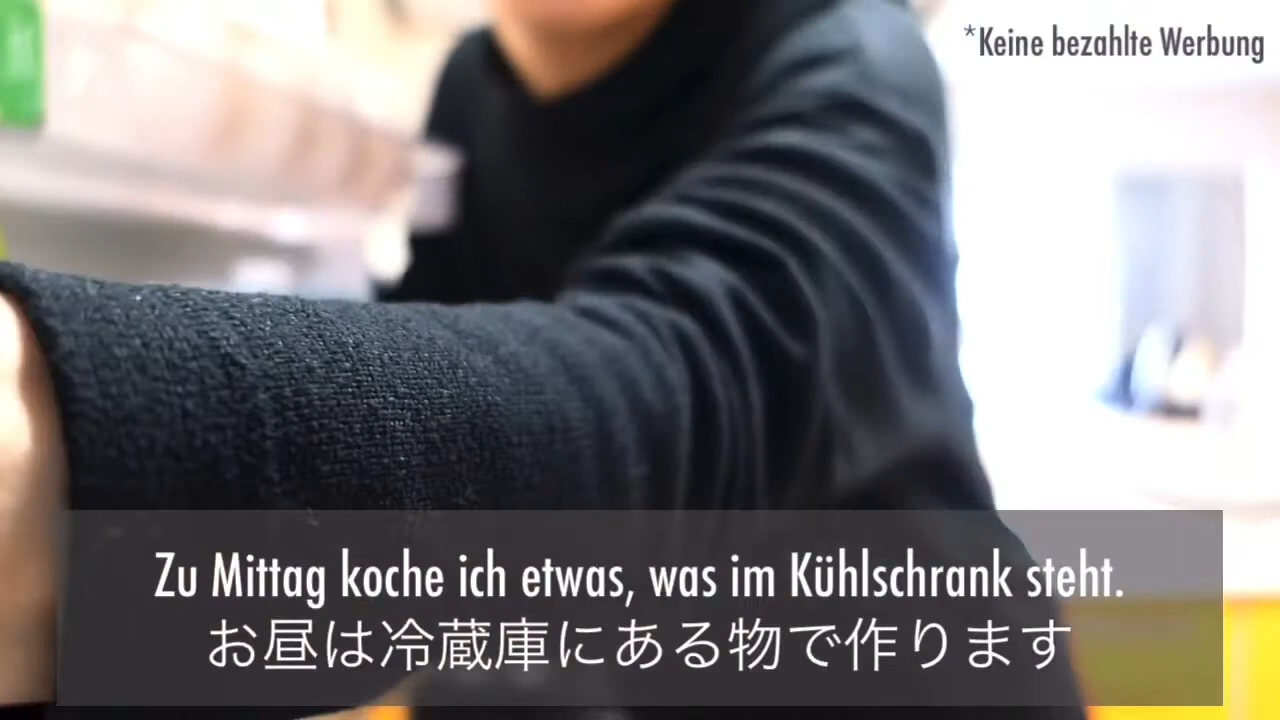 *Keine bezahlte Werbung
Zu Mittag koche ich etwas, was im Kühlschrank steht.
お昼は冷蔵庫にある物で作ります